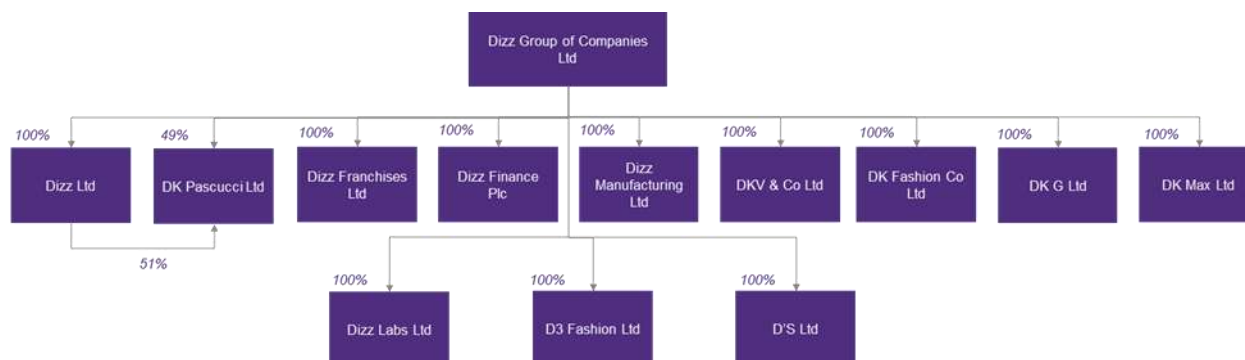 Dizz Group of Companies
Ltd
100%
49%
100%
100%
100%
100%
100%
100%
100%
Dizz Ltd
DK Pascucci Ltd
Dizz Franchises
Ltd
Dizz Finance
Plc
Dizz
Manufacturing
Ltd
DKV & Co Ltd
DK Fashion Co
Ltd
DK G Ltd
DK Max Ltd
51%
100%
100%
100%
Dizz Labs Ltd
D3 Fashion Ltd
D'S Ltd